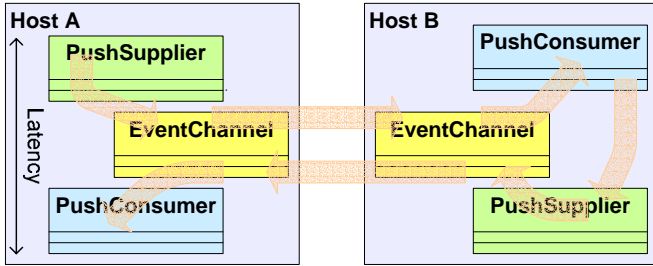 Host A
PushSupplier
EventChannel
PushConsumer
Latency
Host B
PushConsumer
EventChannel
PushSupplier